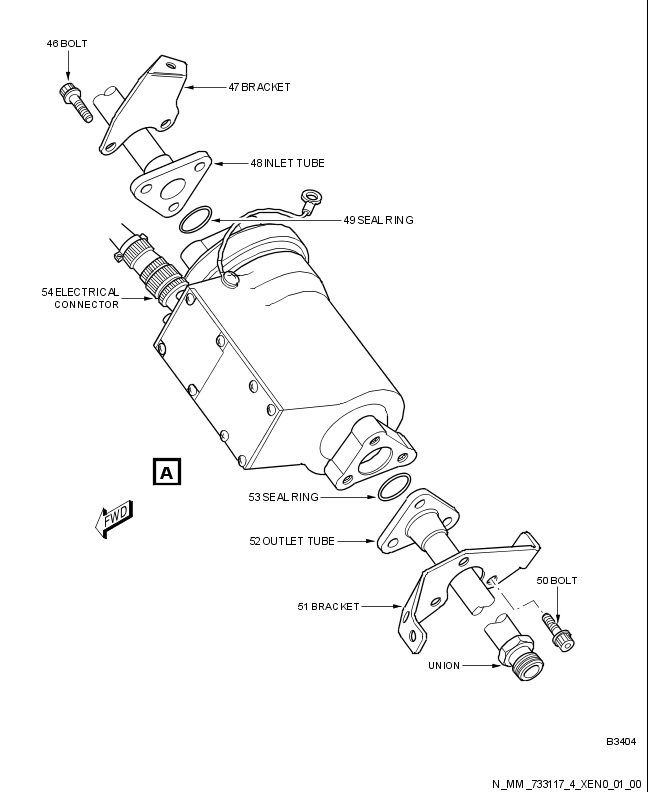 46 BOLT
47 BRACKET
48 INLET TUBE
49 SEAL RING
54 ELECTRICAL
CONNECTOR
A
FWD
53 SEAL RING
52 OUTLET TUBE
50 BOLT
51 BRACKET
UNION
B3404
N_MM_733117_4_XEN0_01_00